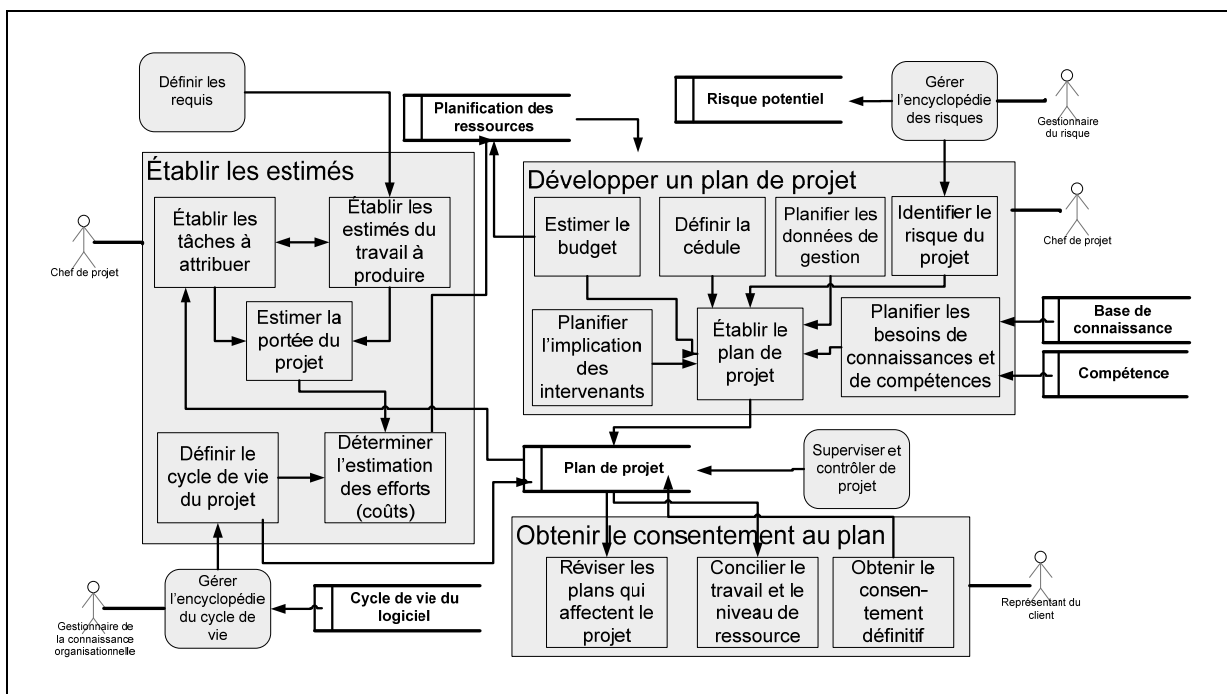 Définir les
requis
Planification des
ressources
Risque potentiel
Gérer
l'encyclopédie
des risques
Gestionnaire
du risque
Établir les estimés
Établir les
tâches à
attribuer
Établir les
estimés du
travail à
produire
Chef de projet
Estimer la
portée du
projet
Définir le
cycle de vie
du projet
Déterminer
l'estimation
des efforts
(coûts)
Développer un plan de projet
Estimer le
budget
Définir la
cédule
Planifier les
données de
gestion
Identifier le
risque du
projet
Chef de projet
Planifier
l'implication
des
intervenants
Établir le
plan de
projet
Planifier les
besoins de
connaissances et
de compétences
Base de
connaissance
Compétence
Plan de projet
Superviser et
contrôler de
projet
Obtenir le consentement au plan
Réviser les
plans qui
affectent le
projet
Concilier le
travail et le
niveau de
ressource
Obtenir le
consen-
tement
définitif
Représentant du
client
Gestionnaire de
la connaissance
organisationnelle
Gérer
l'encyclopédie
du cycle de
vie
Cycle de vie du
logiciel